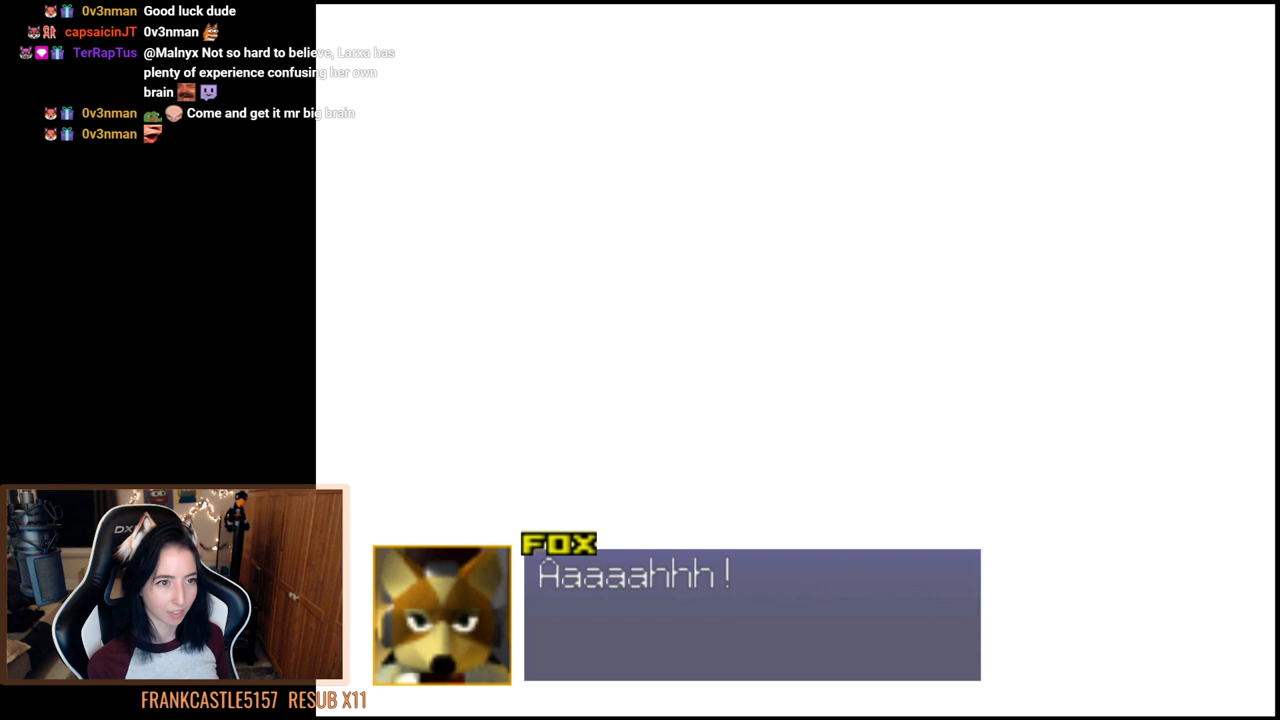 0v3nman Good luck dude
capsaicinJT 0v3nman
TerRapTus @Malnyx Not so hard to believe, Larxa has
plenty of experience confusing her own
brain
0v3nman Come and get it mr big brain
0v3nman
DX
FOX
Aaaaahhh!
FRANKCASTLE5157 RESUB X11